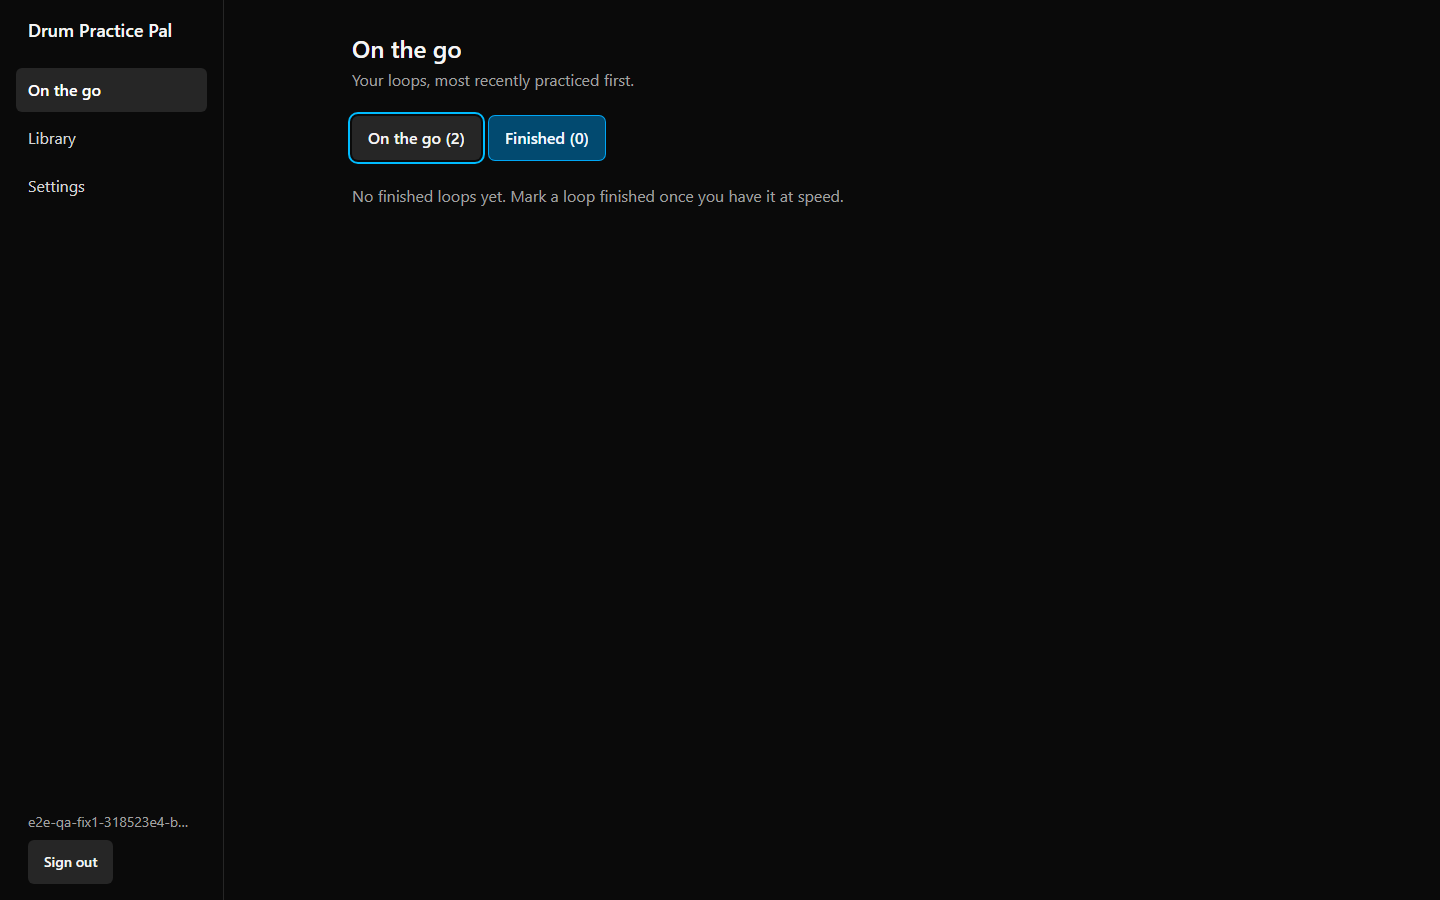 Drum Practice Pal
On the go
Library
Settings
e2e-qa-fix1-318523e4-b...
Sign out
On the go
Your loops, most recently practiced first.
On the go (2)
Finished (0)
No finished loops yet. Mark a loop finished once you have it at speed.